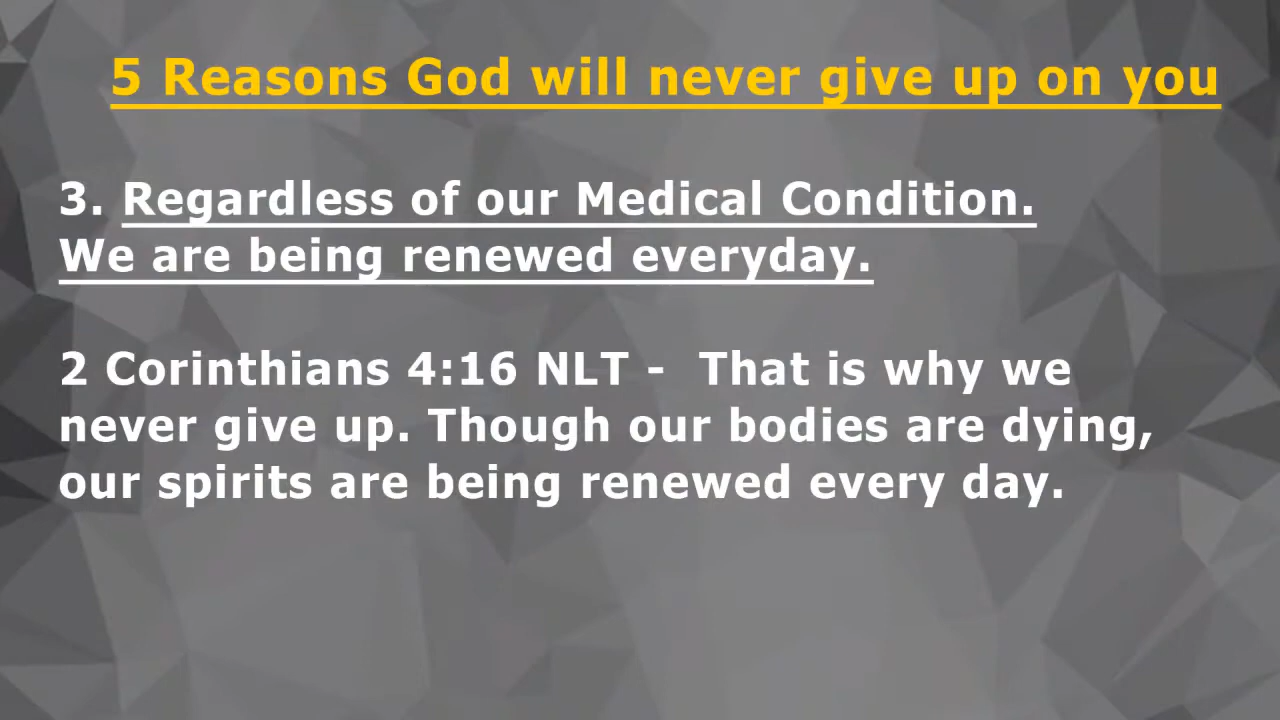 5 Reasons God will never give up on you
3. Regardless of our Medical Condition.
We are being renewed everyday.
2 Corinthians 4:16 NLT -  That is why we
never give up. Though our bodies are dying,
our spirits are being renewed every day.